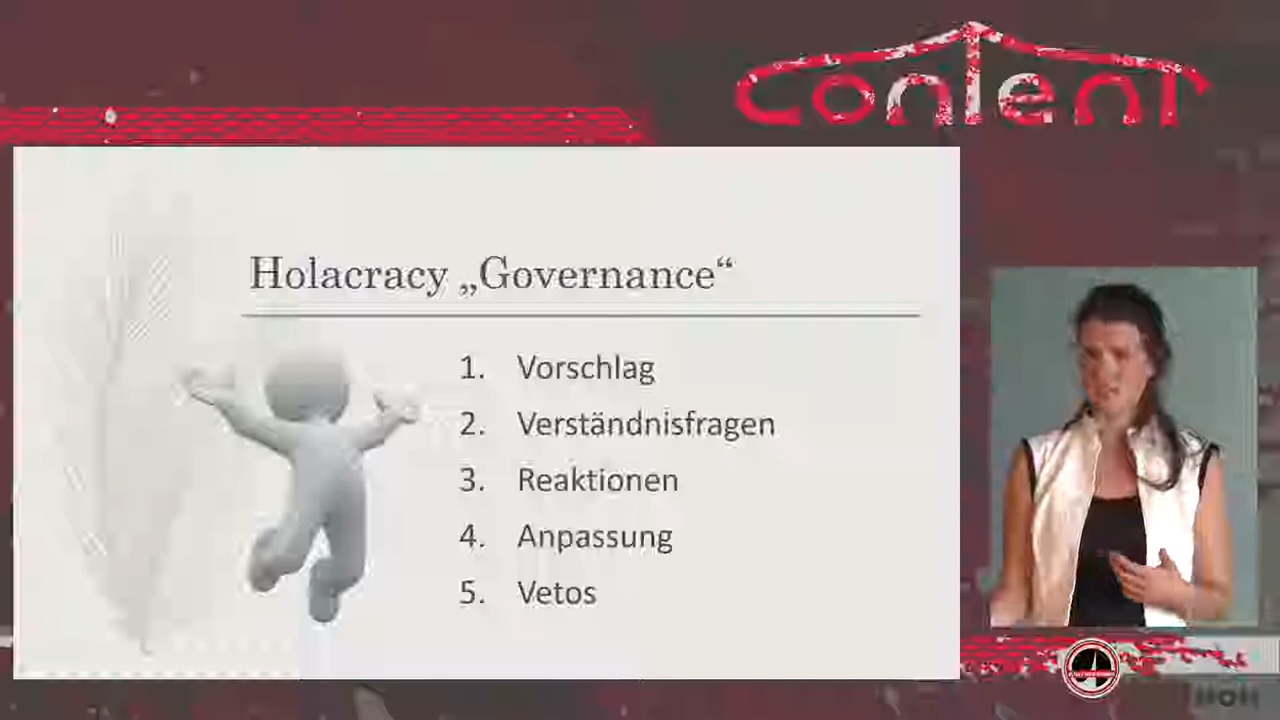 conTenT
Holacracy „Governance“
1. Vorschlag
2. Verständnisfragen
3. Reaktionen
4. Anpassung
5. Vetos